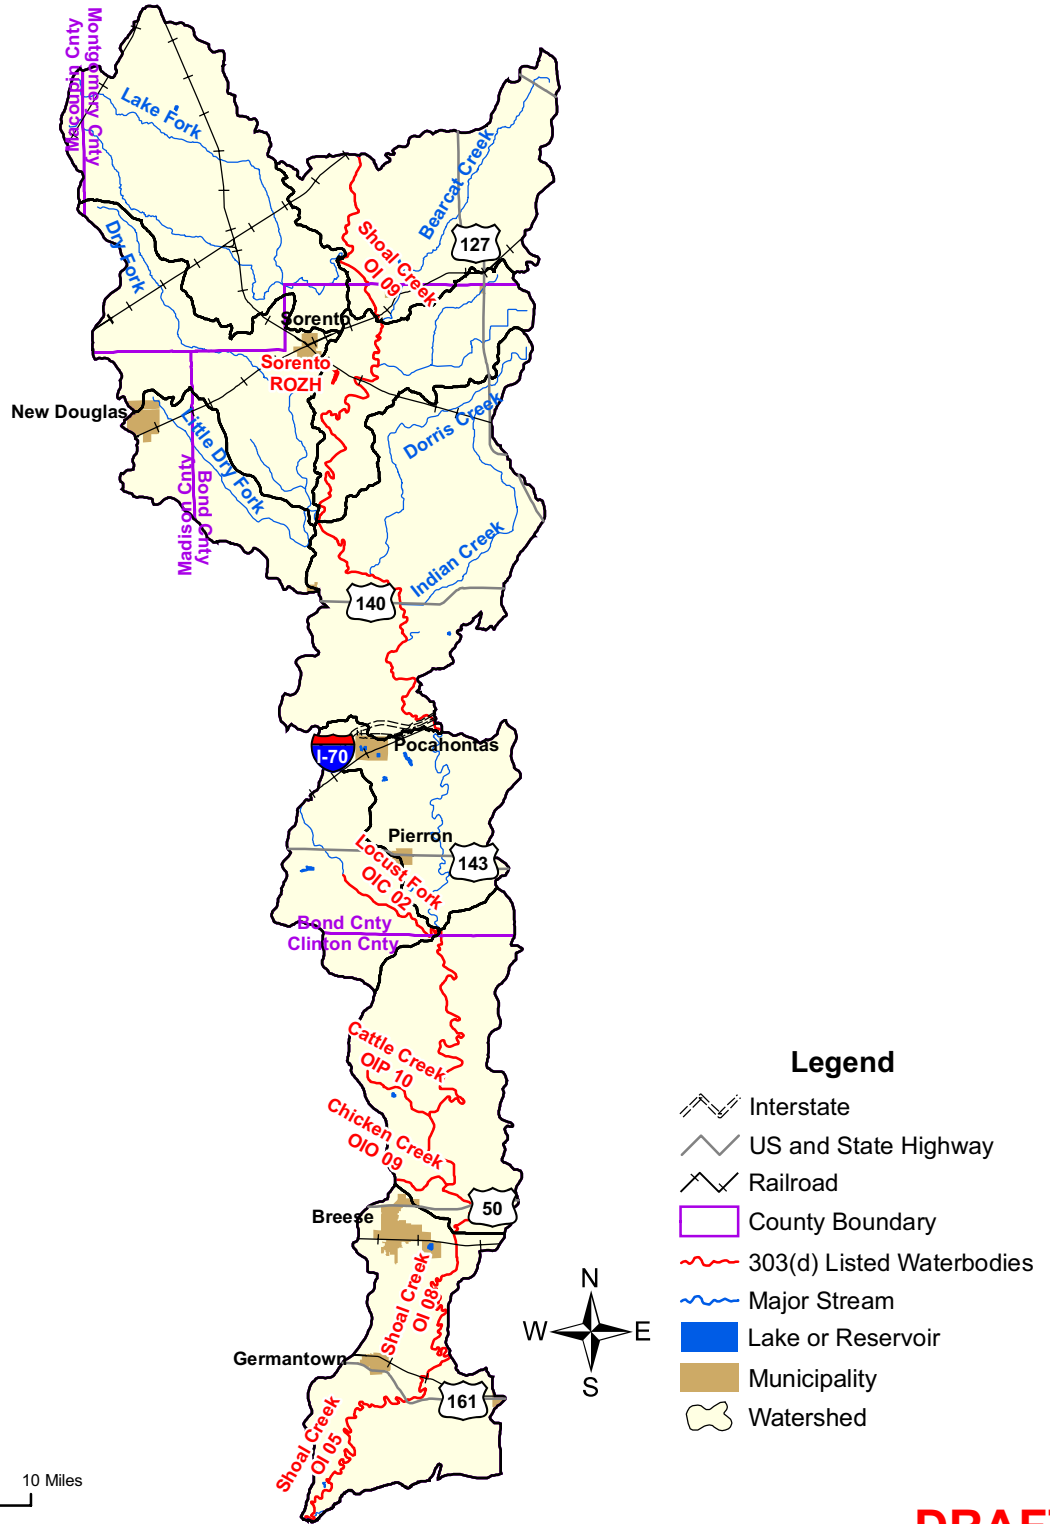 Macoupin Cnty
Montgomery Cnty
Lake Fork
Bearcat Creek
127
Dry Fork
Shoal Creek
OI 09
Sorento
Sorento
ROZH
New Douglas
Little Dry Fork
Dorris Creek
Madison Cnty
Bond Cnty
Indian Creek
140
I-70
Pocahontas
Pierron
143
Locust Fork
OIC 02
Bond Cnty
Clinton Cnty
Cattle Creek
OIP 10
Chicken Creek
OIO 09
50
Breese
Shoal Creek
OI 08
Germantown
161
Shoal Creek
OI 05
Legend
Interstate
US and State Highway
Railroad
County Boundary
303(d) Listed Waterbodies
Major Stream
Lake or Reservoir
Municipality
Watershed
N
W
E
S
10 Miles